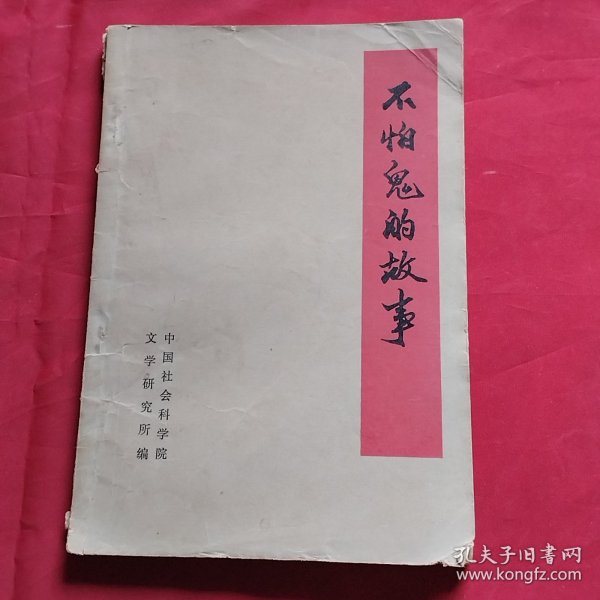 不怕鬼的故事
中国社会科学院
文学研究所编
孔夫子旧书网
www.kongfz.com